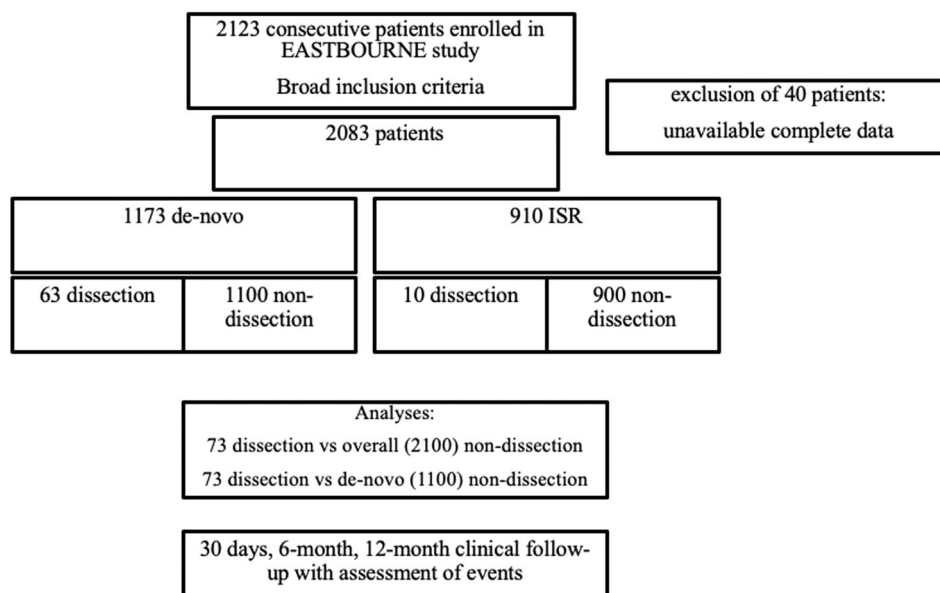 2123 consecutive patients enrolled in
EASTBOURNE study
Broad inclusion criteria
exclusion of 40 patients:
unavailable complete data
2083 patients
1173 de-novo
910 ISR
63 dissection
1100 non-
dissection
10 dissection
900 non-
dissection
Analyses:
73 dissection vs overall (2100) non-dissection
73 dissection vs de-novo (1100) non-dissection
30 days, 6-month, 12-month clinical follow-
up with assessment of events